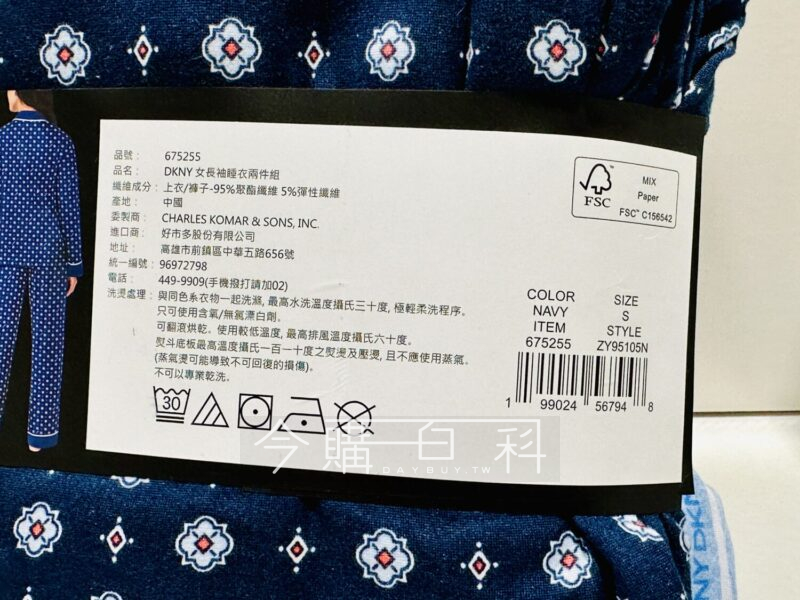 品號： 675255
品名： DKNY 女長袖睡衣兩件組
纖維成分： 上衣/褲子-95%聚酯纖維 5%彈性纖維
產地： 中國
委製商： CHARLES KOMAR & SONS, INC.
進口商： 好市多股份有限公司
地址： 高雄市前鎮區中華五路656號
統一編號： 96972798
電話： 449-9909(手機撥打請加02)
洗燙處理： 與同色系衣物一起洗滌, 最高水洗溫度攝氏三十度, 極輕柔洗程序。
只可使用含氧/無氯漂白劑。
可翻滾烘乾。使用較低溫度, 最高排風溫度攝氏六十度。
熨斗底板最高溫度攝氏一百一十度之熨燙及壓燙, 且不應使用蒸氣。
(蒸氣燙可能導致不可回復的損傷)。
不可以專業乾洗。
30
FSC
MIX
Paper
FSC™ C156542
COLOR
NAVY
ITEM
675255
SIZE
S
STYLE
ZY95105N
1 99024 56794 8
今購百科
DAYBUY.TW
NY DKN